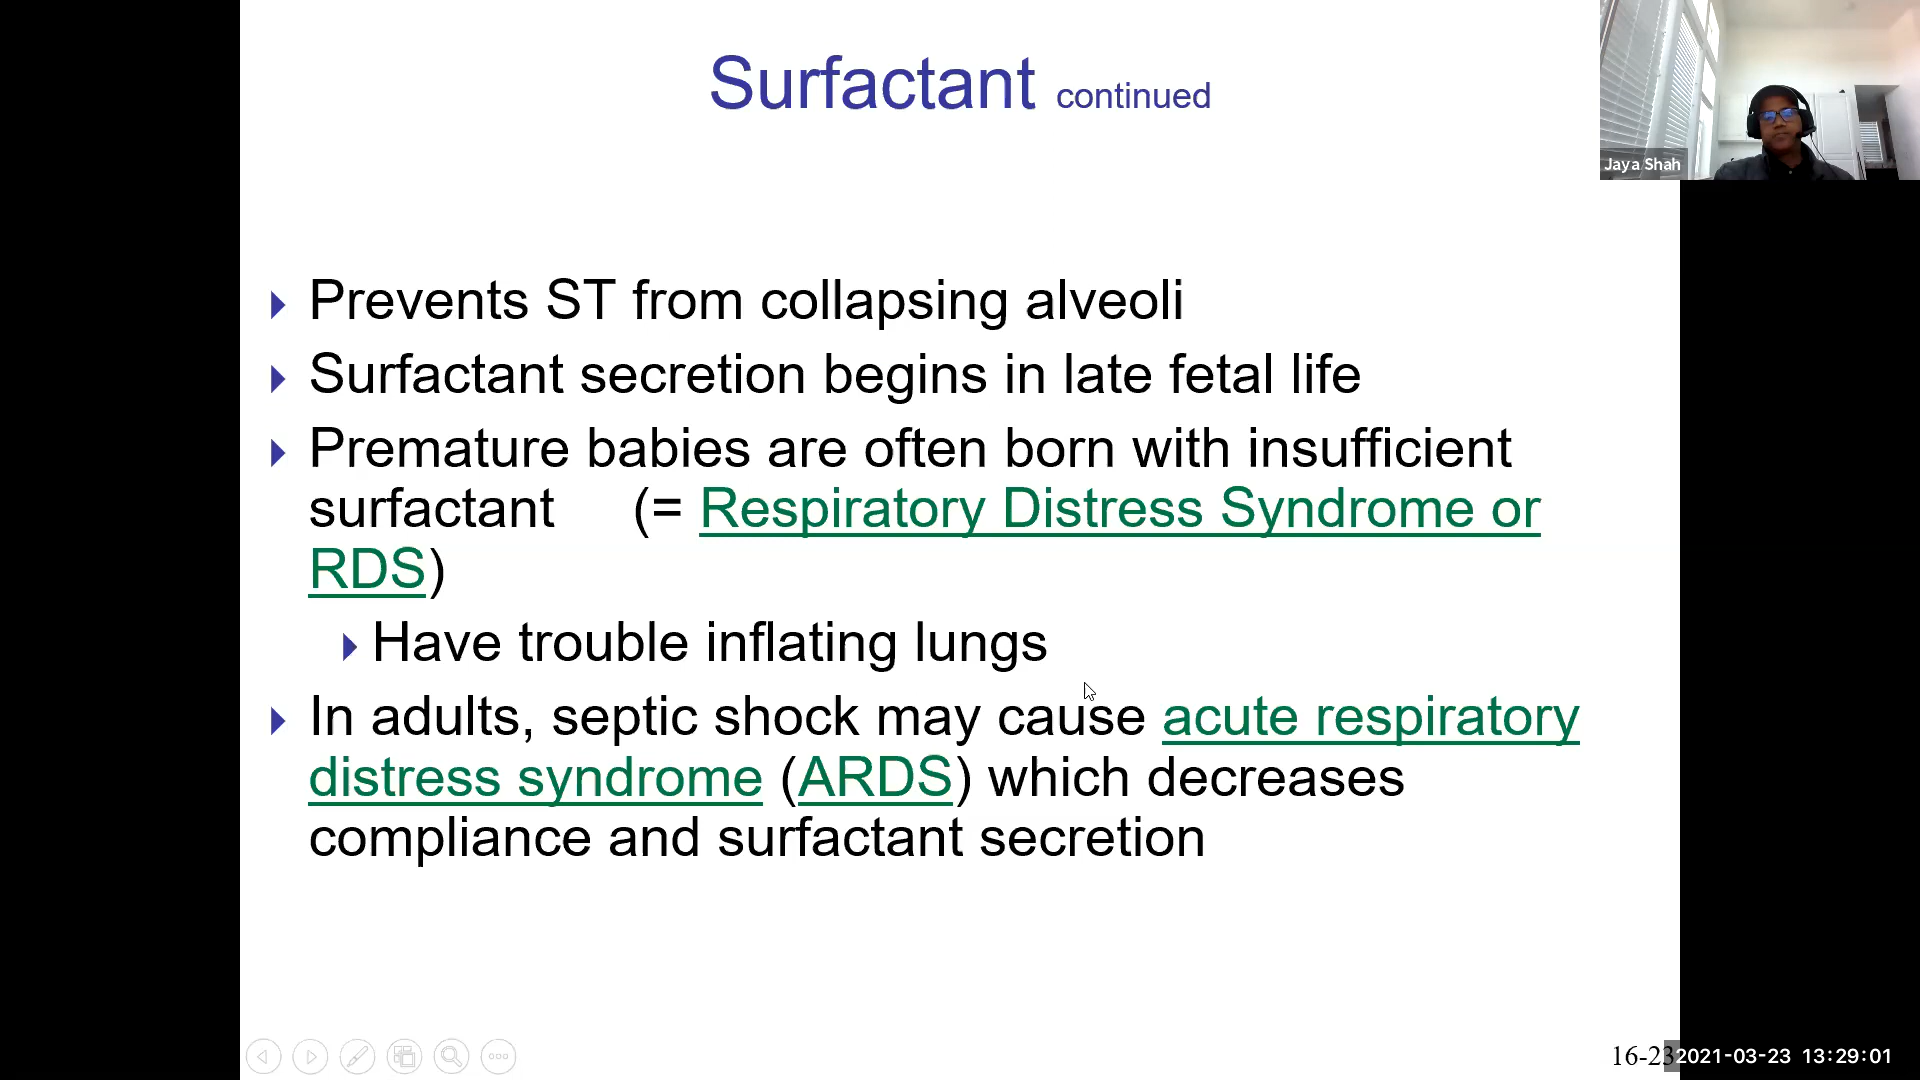 Surfactant continued
Jaya Shah
Prevents ST from collapsing alveoli
Surfactant secretion begins in late fetal life
Premature babies are often born with insufficient
surfactant (= Respiratory Distress Syndrome or
RDS)
Have trouble inflating lungs
In adults, septic shock may cause acute respiratory
distress syndrome (ARDS) which decreases
compliance and surfactant secretion
16-23
2021-03-23 13:29:01